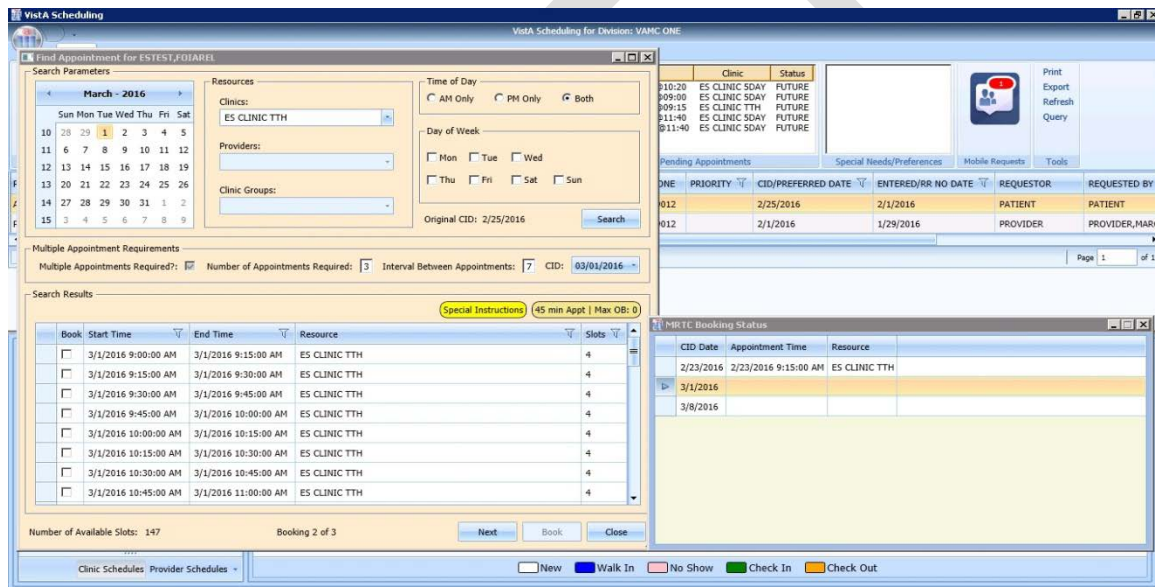 VistA Scheduling
VistA Scheduling for Division: VAMC ONE
Find Appointment for ESTEST,FOIAREL
Search Parameters
March - 2016
Sun Mon Tue Wed Thu Fri Sat
10 28 29 1 2 3 4 5
11 6 7 8 9 10 11 12
12 13 14 15 16 17 18 19
13 20 21 22 23 24 25 26
14 27 28 29 30 31 1 2
15 3 4 5 6 7 8 9
Resources
Clinics:
ES CLINIC TTH
Providers:
Clinic Groups:
Time of Day
AM Only PM Only Both
Day of Week
Mon Tue Wed
Thu Fri Sat Sun
Original CID: 2/25/2016 Search
Multiple Appointment Requirements
Multiple Appointments Required?: Number of Appointments Required: 3 Interval Between Appointments: 7 CID: 03/01/2016
Search Results
Special Instructions 45 min Appt | Max OB: 0
Book Start Time End Time Resource Slots
3/1/2016 9:00:00 AM 3/1/2016 9:15:00 AM ES CLINIC TTH 4
3/1/2016 9:15:00 AM 3/1/2016 9:30:00 AM ES CLINIC TTH 4
3/1/2016 9:30:00 AM 3/1/2016 9:45:00 AM ES CLINIC TTH 4
3/1/2016 9:45:00 AM 3/1/2016 10:00:00 AM ES CLINIC TTH 4
3/1/2016 10:00:00 AM 3/1/2016 10:15:00 AM ES CLINIC TTH 4
3/1/2016 10:15:00 AM 3/1/2016 10:30:00 AM ES CLINIC TTH 4
3/1/2016 10:30:00 AM 3/1/2016 10:45:00 AM ES CLINIC TTH 4
3/1/2016 10:45:00 AM 3/1/2016 11:00:00 AM ES CLINIC TTH 4
Number of Available Slots: 147 Booking 2 of 3 Next Book Close
Clinic Status
@10:20 ES CLINIC 5DAY FUTURE
@09:00 ES CLINIC 5DAY FUTURE
@09:15 ES CLINIC TTH FUTURE
@11:40 ES CLINIC 5DAY FUTURE
@11:40 ES CLINIC 5DAY FUTURE
Pending Appointments
Special Needs/Preferences
1
Mobile Requests
Print
Export
Refresh
Query
Tools
ONE PRIORITY CID/PREFERRED DATE ENTERED/RR NO DATE REQUESTOR REQUESTED BY
0012 2/25/2016 2/1/2016 PATIENT PATIENT
0012 2/1/2016 1/29/2016 PROVIDER PROVIDER,MAR
Page 1 of 1
MRTC Booking Status
CID Date Appointment Time Resource
2/23/2016 2/23/2016 9:15:00 AM ES CLINIC TTH
3/1/2016
3/8/2016
Clinic Schedules Provider Schedules
New Walk In No Show Check In Check Out